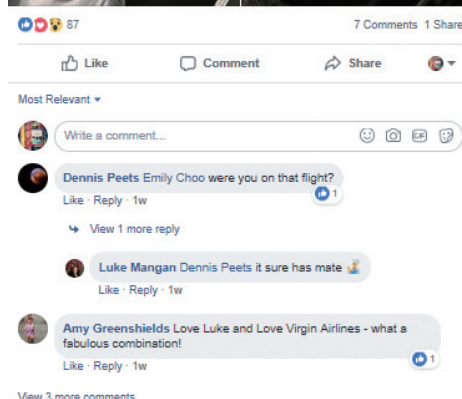 87
7 Comments 1 Share
Like Comment Share
Most Relevant
Write a comment...
GIF
Dennis Peets Emily Choo were you on that flight?
1
Like · Reply · 1w
View 1 more reply
Luke Mangan Dennis Peets it sure has mate
Like · Reply · 1w
Amy Greenshields Love Luke and Love Virgin Airlines - what a
fabulous combination!
1
Like · Reply · 1w
View 3 more comments